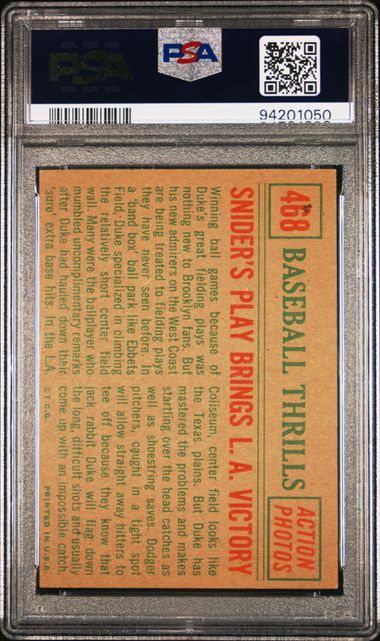 PSA
PSA
94201050
468 BASEBALL THRILLS ACTION PHOTOS
SNIDER'S PLAY BRINGS L. A. VICTORY
Winning ball games because of
Duke's great fielding plays was
nothing new to Brooklyn fans. But
his new admirers on the West Coast
are being treated to fielding plays
they have never seen before. In
a 'band box' ball park like Ebbets
Field, Duke specialized in climbing
the relatively short center field
wall. Many were the ballplayer who
mumbled uncomplimentary remarks
after Duke had hauled down their
'sure' extra base hits. In the L.A.
Coliseum, center field looks like
the Texas plains. But Duke has
mastered the problems and makes
startling over the head catches as
well as shoestring saves. Dodger
pitchers, caught in a tight spot
will allow straight away hitters to
tee off because they know that
jack rabbit Duke will flag down
the long, difficult shots and usually
come up with an impossible catch.
©T.C.G. PRINTED IN U.S.A.